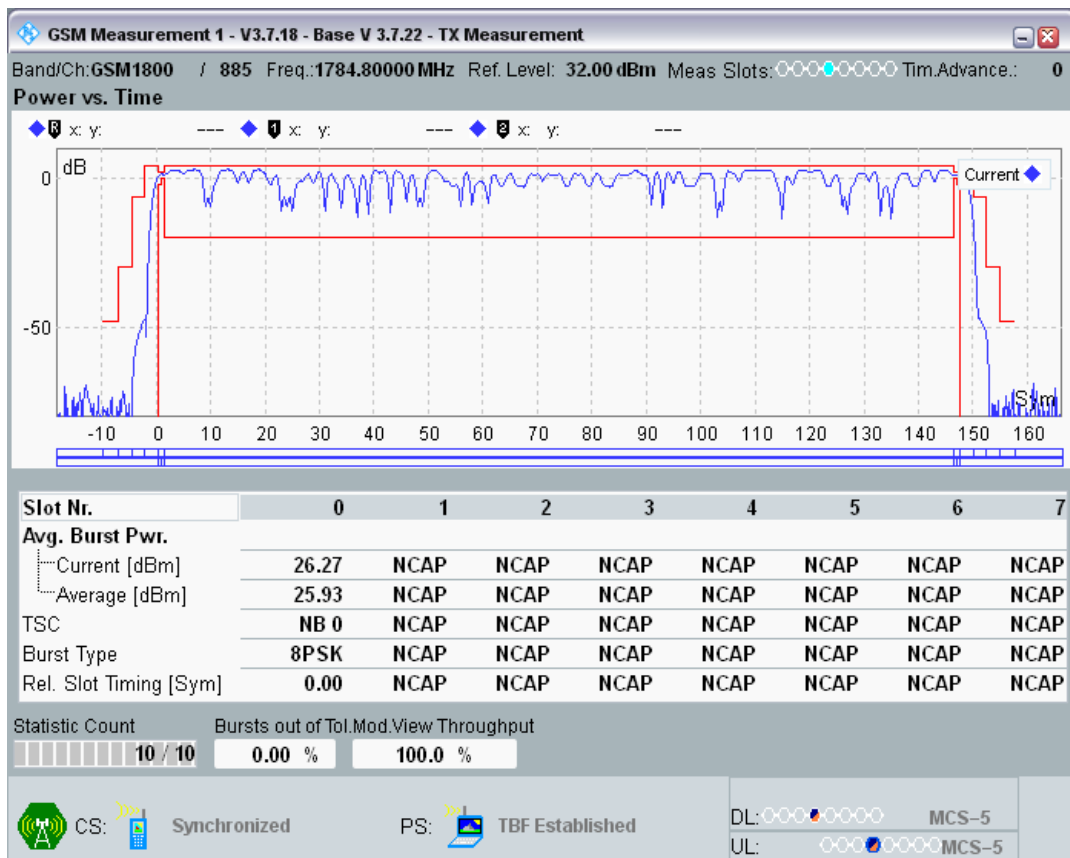 GSM Measurement 1 - V3.7.18 - Base V 3.7.22 - TX Measurement
Band/Ch:GSM1800 / 885 Freq.:1784.80000 MHz Ref. Level: 32.00 dBm Meas Slots: Tim.Advance.: 0
Power vs. Time
R x: y: --- 1 x: y: --- 2 x: y: ---
dB
Current
0
-50
Sym
-10 0 10 20 30 40 50 60 70 80 90 100 110 120 130 140 150 160
Slot Nr. 0 1 2 3 4 5 6 7
Avg. Burst Pwr.
Current [dBm] 26.27 NCAP NCAP NCAP NCAP NCAP NCAP NCAP
Average [dBm] 25.93 NCAP NCAP NCAP NCAP NCAP NCAP NCAP
TSC NB 0 NCAP NCAP NCAP NCAP NCAP NCAP NCAP
Burst Type 8PSK NCAP NCAP NCAP NCAP NCAP NCAP NCAP
Rel. Slot Timing [Sym] 0.00 NCAP NCAP NCAP NCAP NCAP NCAP NCAP
Statistic Count Bursts out of Tol.Mod.View Throughput
10 / 10 0.00 % 100.0 %
CS: Synchronized PS: TBF Established
DL: MCS-5
UL: MCS-5